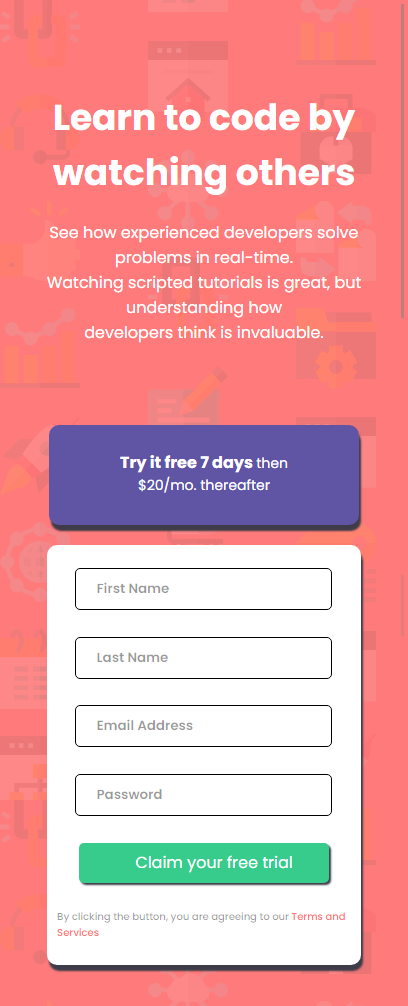 Learn to code by
watching others
See how experienced developers solve
problems in real-time.
Watching scripted tutorials is great, but
understanding how
developers think is invaluable.
Try it free 7 days then
$20/mo. thereafter
First Name
Last Name
Email Address
Password
Claim your free trial
By clicking the button, you are agreeing to our Terms and
Services